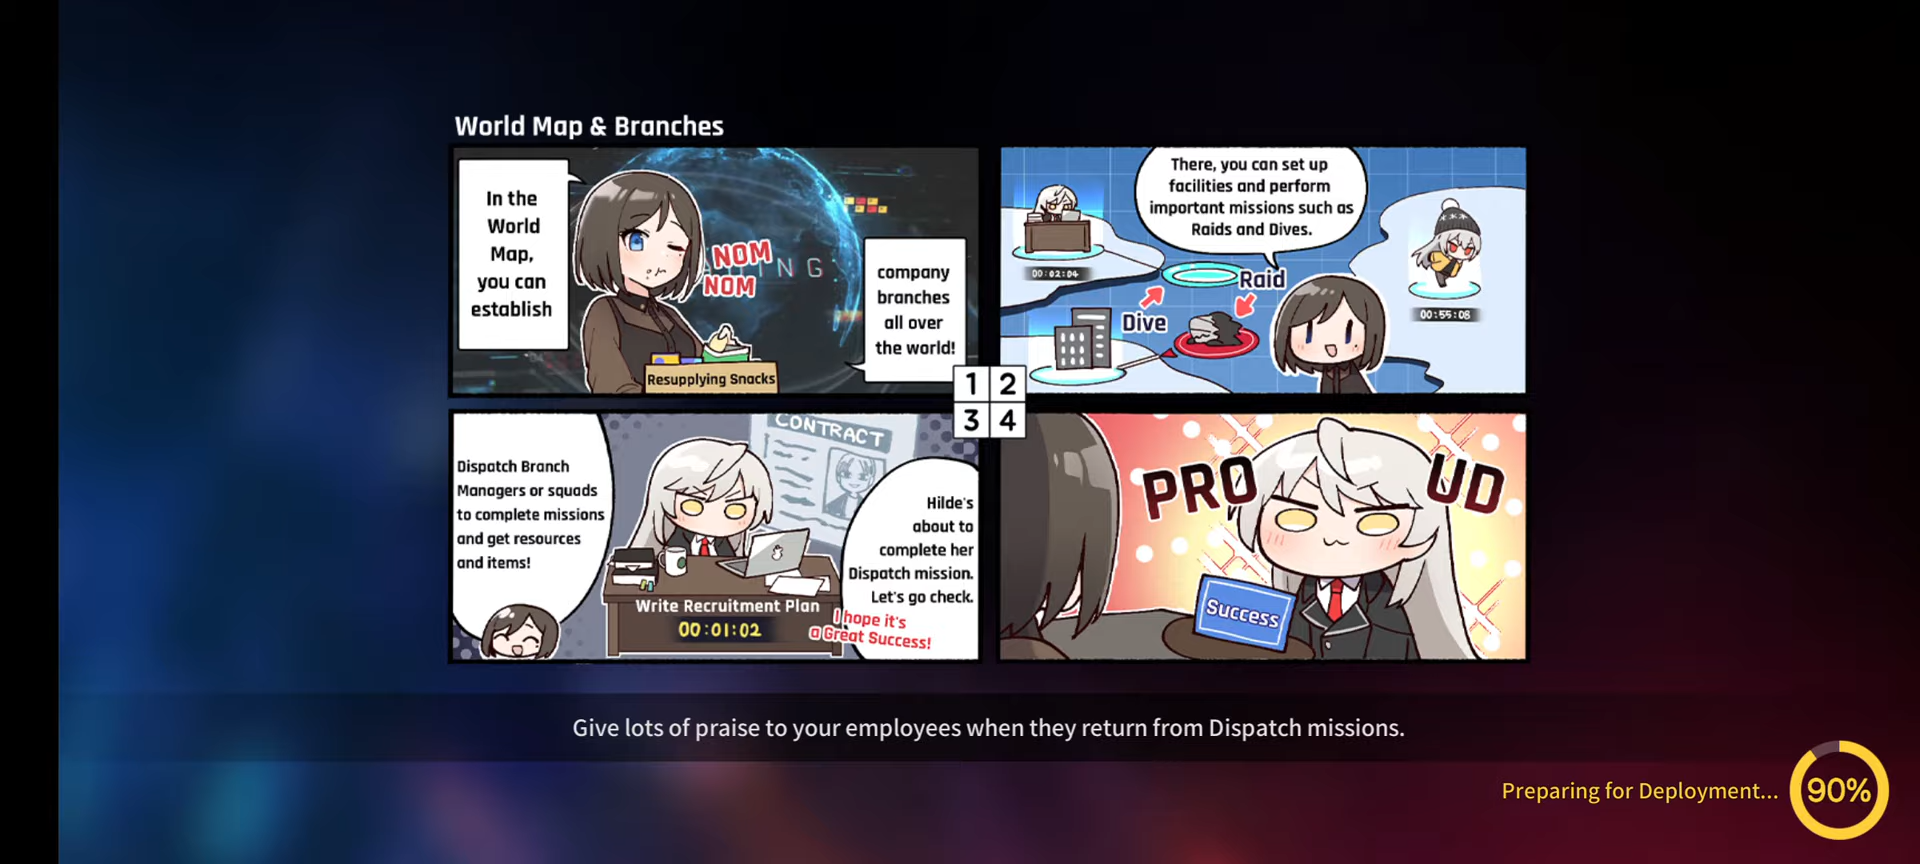 World Map & Branches
In the
World
Map,
you can
establish
NOM
NOM
ING
company
branches
all over
the world!
Resupplying Snacks
There, you can set up
facilities and perform
important missions such as
Raids and Dives.
00:02:04
Raid
Dive
00:55:08
1 2
3 4
Dispatch Branch
Managers or squads
to complete missions
and get resources
and items!
CONTRACT
Hilde's
about to
complete her
Dispatch mission.
Let's go check.
I hope it's
a Great Success!
Write Recruitment Plan
00:01:02
PRO UD
Success
Give lots of praise to your employees when they return from Dispatch missions.
Preparing for Deployment...
90%